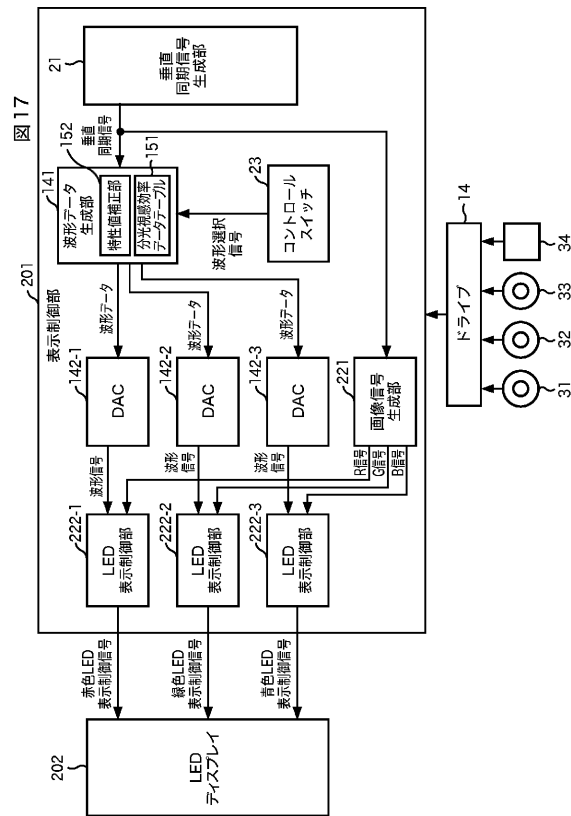 図17
201
表示制御部
21
垂直
同期信号
生成部
垂直
同期信号
141
波形データ
生成部
152
特性値補正部
151
分光視感効率
データテーブル
23
コントロール
スイッチ
波形選択
信号
波形データ
波形データ
波形データ
142-1
DAC
142-2
DAC
142-3
DAC
221
画像信号
生成部
波形信号
波形
信号
波形
信号
R信号
G信号
B信号
222-1
LED
表示制御部
222-2
LED
表示制御部
222-3
LED
表示制御部
赤色LED
表示制御信号
緑色LED
表示制御信号
青色LED
表示制御信号
202
LED
ディスプレイ
14
ドライブ
31
32
33
34